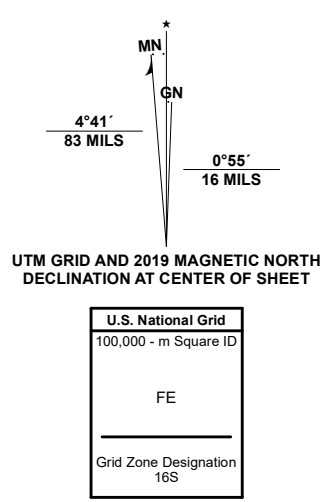 MN
GN
4°41´
83 MILS
0°55´
16 MILS
UTM GRID AND 2019 MAGNETIC NORTH
DECLINATION AT CENTER OF SHEET
U.S. National Grid
100,000 - m Square ID
FE
Grid Zone Designation
16S